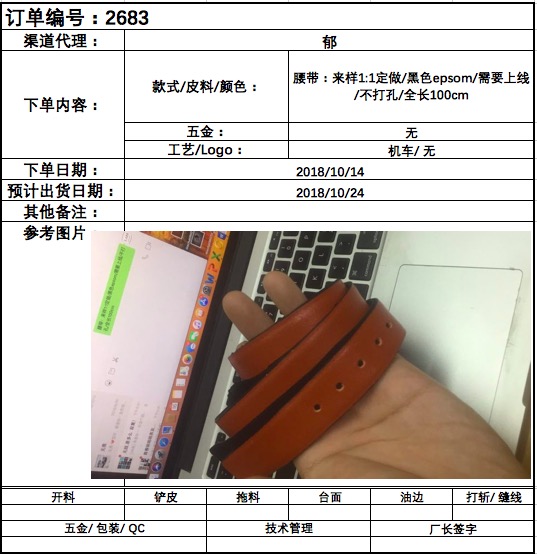 订单编号：2683
渠道代理：
郁
下单内容：
款式/皮料/颜色：
腰带：来样1:1定做/黑色epsom/需要上线
/不打孔/全长100cm
五金：
无
工艺/Logo：
机车/ 无
下单日期：
2018/10/14
预计出货日期：
2018/10/24
其他备注：
参考图片：
开料
铲皮
拖料
台面
油边
打斩/ 缝线
五金/ 包装/ QC
技术管理
厂长签字